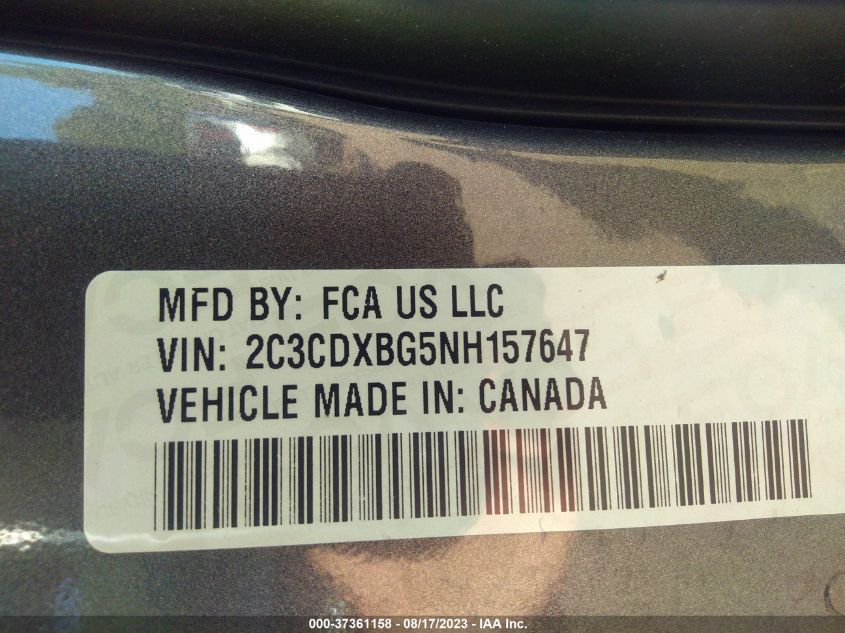 MFD BY: FCA US LLC
VIN: 2C3CDXBG5NH157647
VEHICLE MADE IN: CANADA
000-37361158 - 08/17/2023 - IAA Inc.